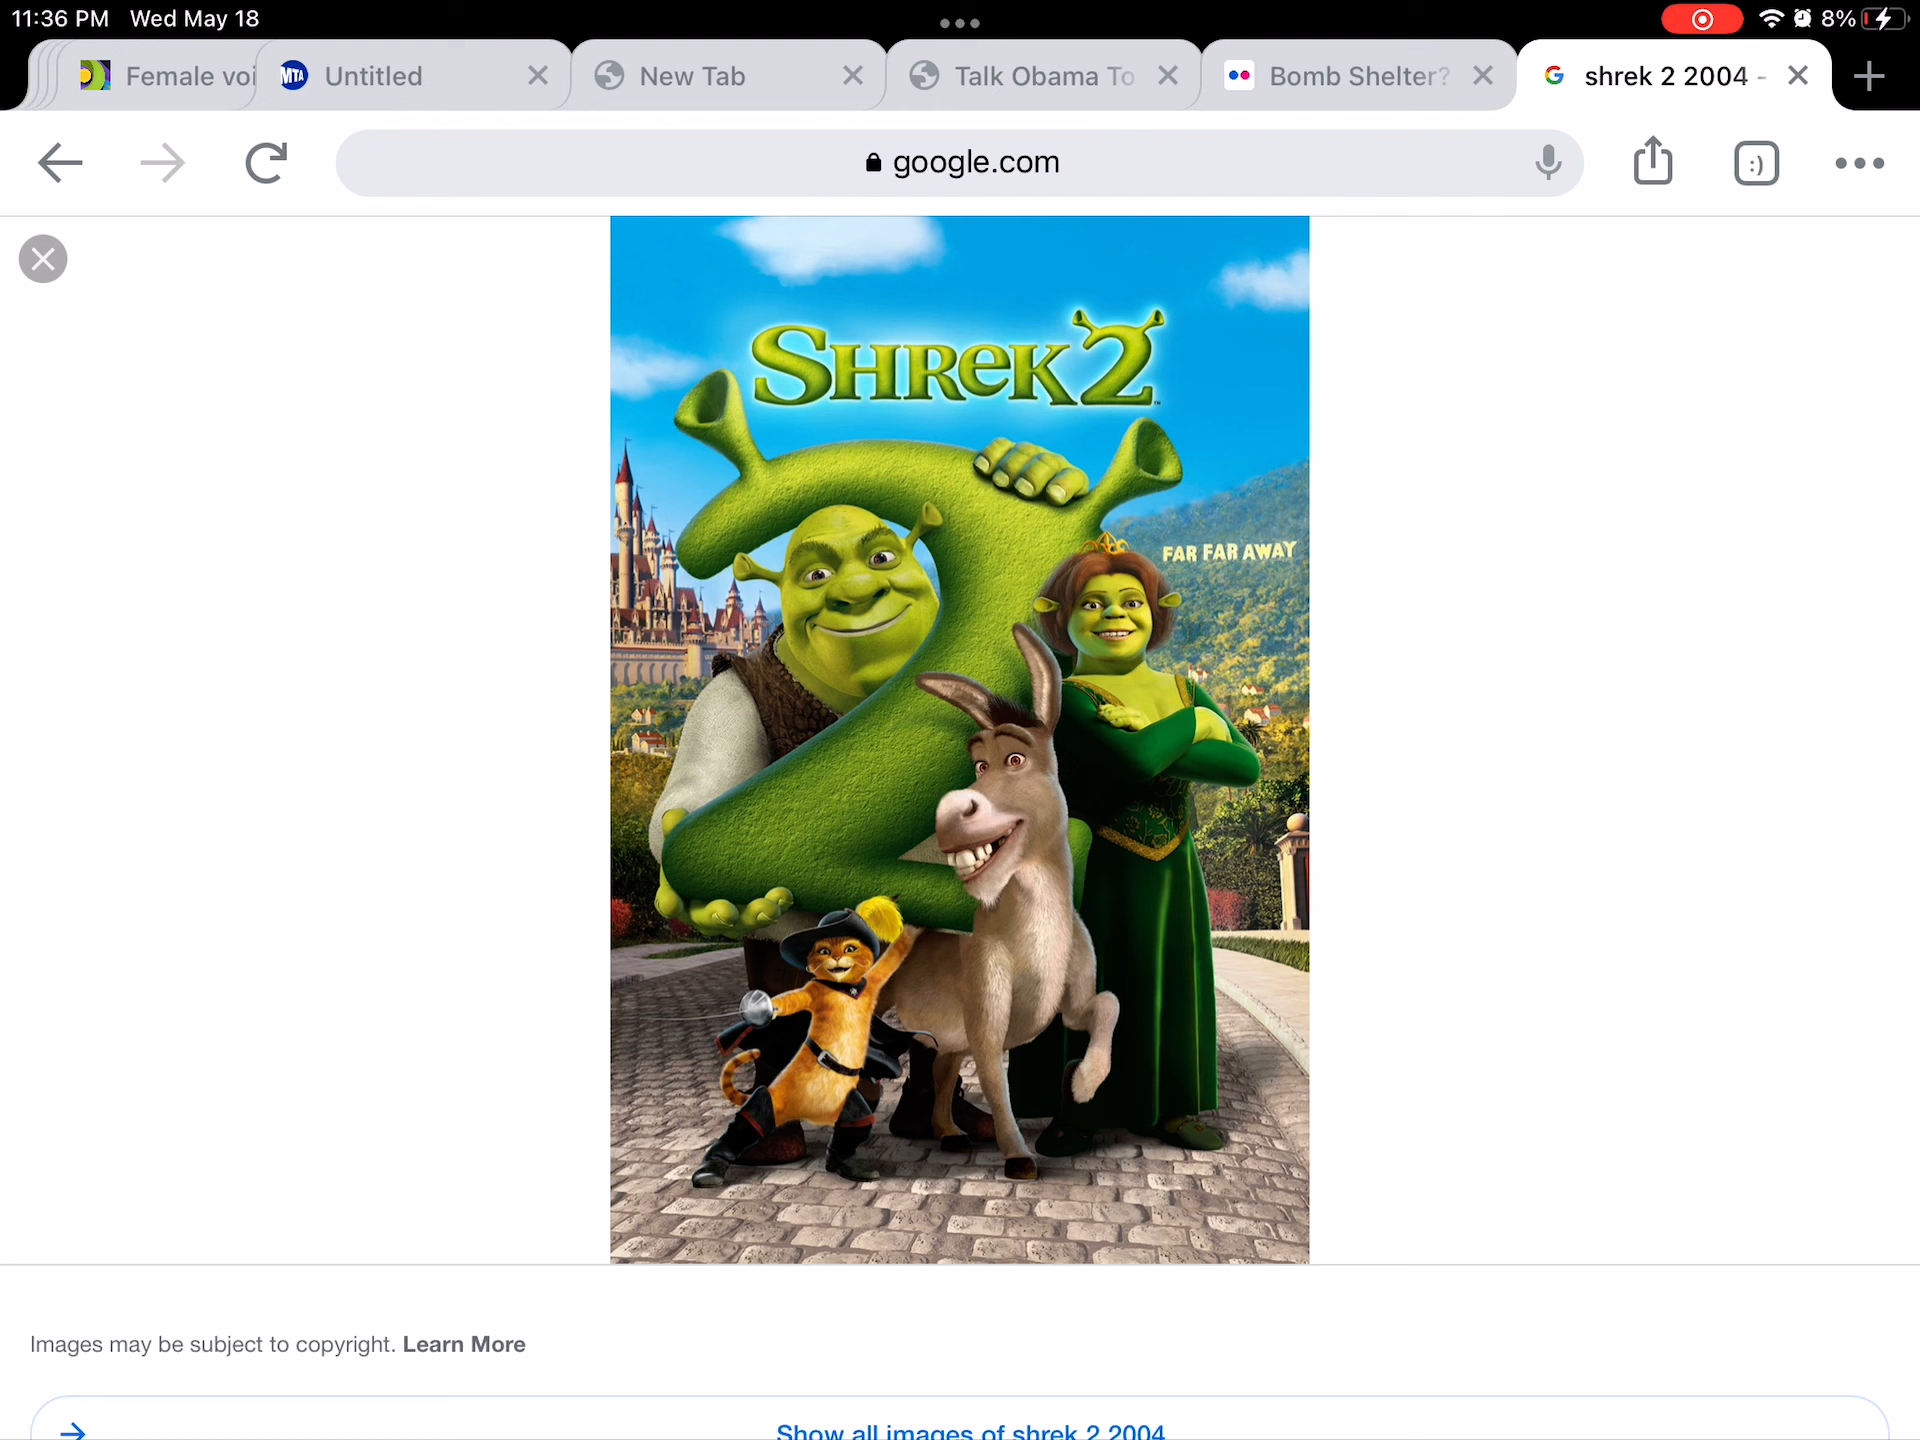 11:36 PM Wed May 18
8%
Female voi
MTA Untitled
New Tab
Talk Obama To
Bomb Shelter?
shrek 2 2004 -
google.com
:)
SHREK 2
™
FAR FAR AWAY
Images may be subject to copyright. Learn More
Show all images of shrek 2 2004